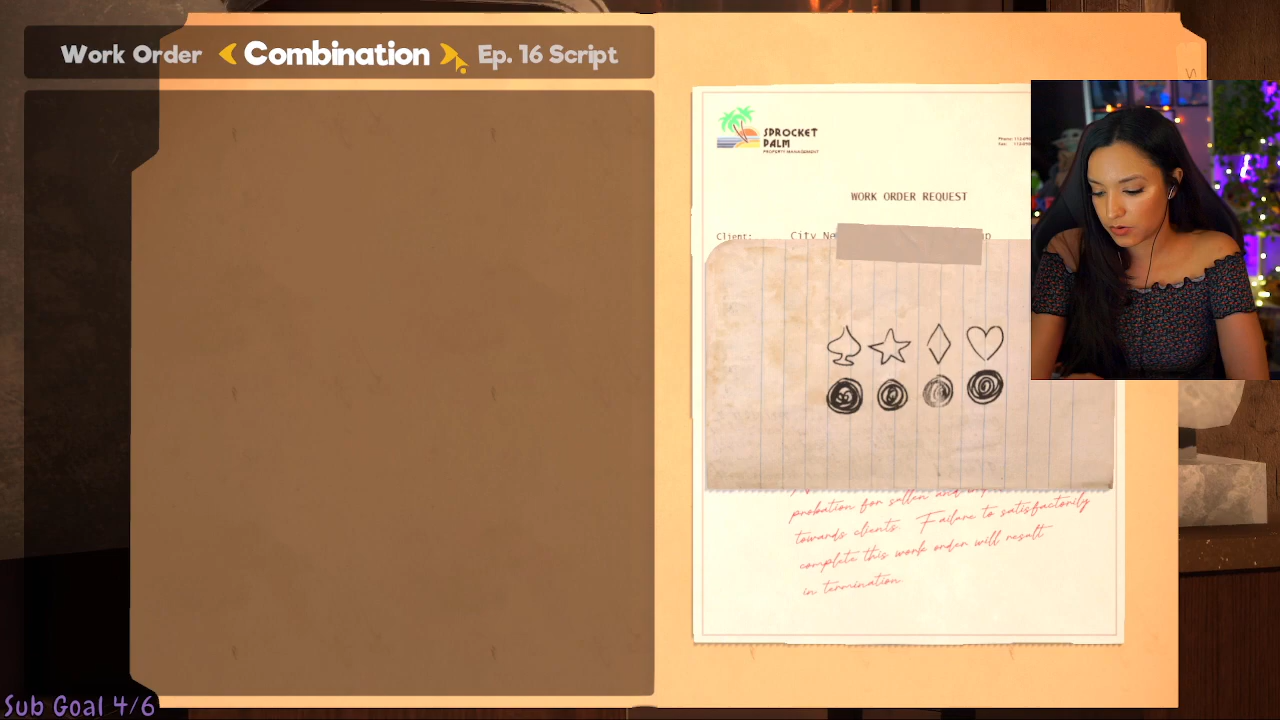 Work Order
Combination
Ep. 16 Script
SPROCKET
PALM
PROPERTY MANAGEMENT
WORK ORDER REQUEST
Client: City
probation for sullen and
towards clients. Failure to satisfactorily
complete this work order will result
in termination.
Sub Goal 4/6